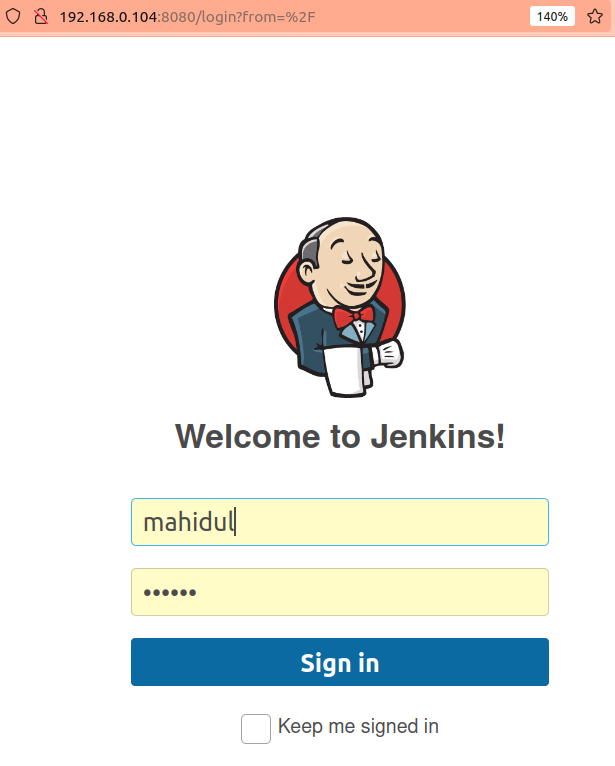 192.168.0.104:8080/login?from=%2F
140%
Welcome to Jenkins!
mahidul
••••••
Sign in
Keep me signed in